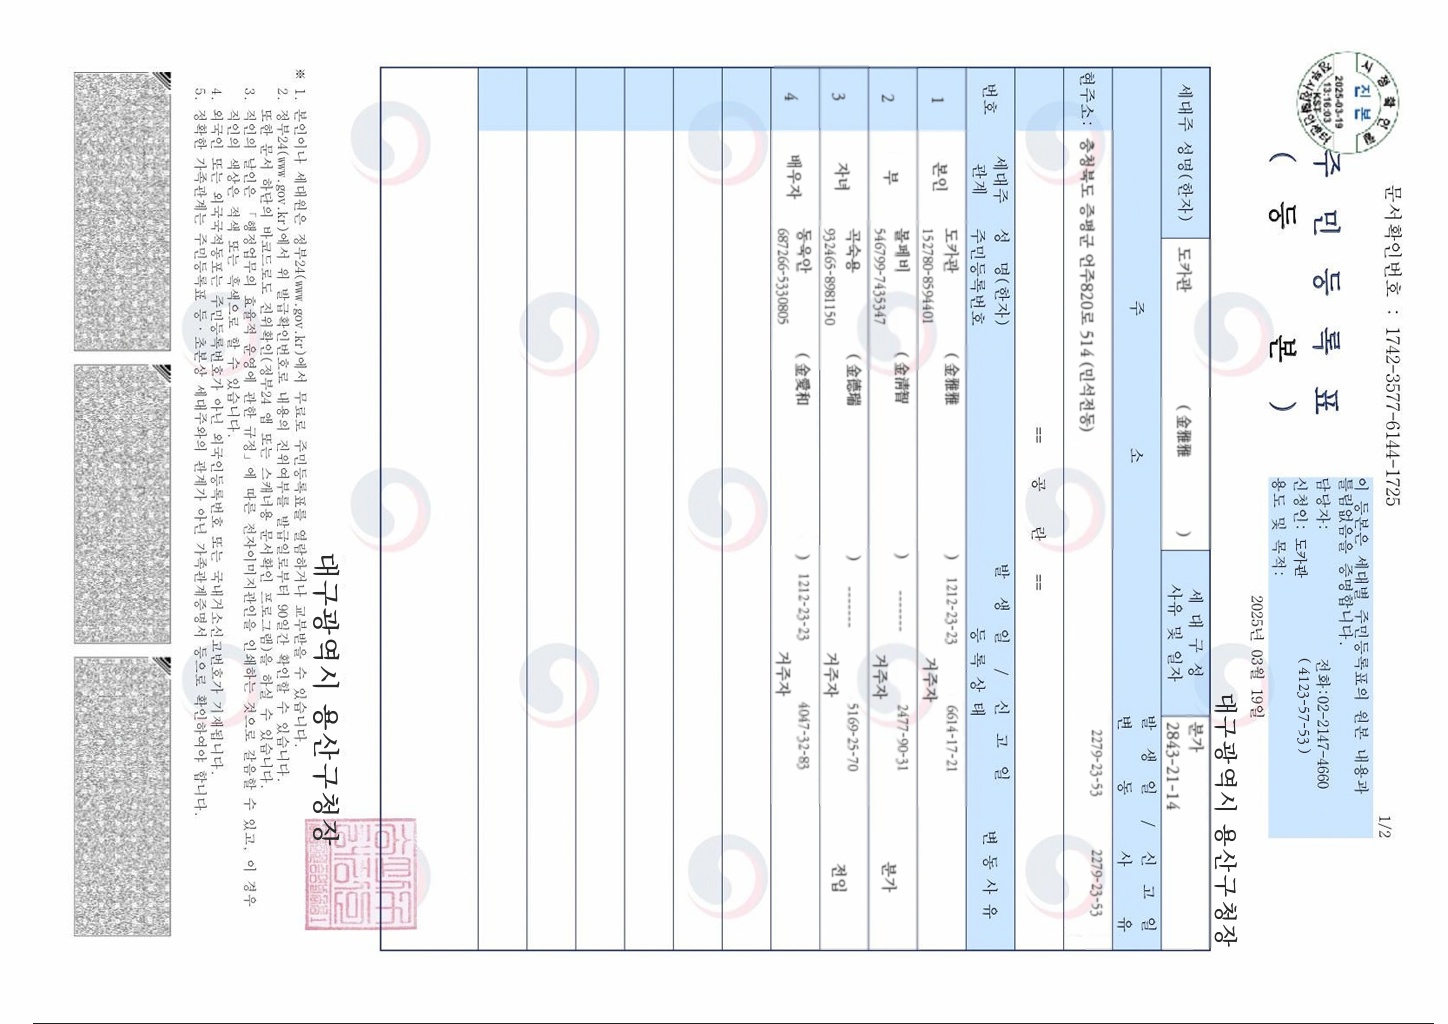 문서확인번호 : 1742-3577-6144-1725
1/2
시점확인
진본
2025-03-19
13:16:03
KST
주 민 등 록 표
( 등 본 )
이 등본은 세대별 주민등록표의 원본 내용과
틀림없음을 증명합니다.
담당자: 전화:02-2147-4660
신청인: 도카관 (4123-57-53)
용도 및 목적:
2025년 03월 19일
대구광역시 용산구청장
세대주 성명(한자) 도카관 ( 金雅雅 ) 세 대 구 성 사유 및 일자 분가
2843-21-14
주 소 발 생 일 / 신 고 일
변 동 사 유
현주소: 충청북도 증평군 언주820로 514 (민석전동) 2279-23-53 2279-23-53
== 공 란 ==
번호 세대주 관계 성 명(한자) 주민등록번호 발 생 일 / 신 고 일 등 록 상 태 변 동 사 유
1 본인 도카관 ( 金雅雅 ) 1212-23-23 6614-17-21
152780-8594401 거주자
2 부 볼페비 ( 金清智 ) ------- 2477-90-31 분가
546799-7435347 거주자
3 자녀 곡숙용 ( 金德瑞 ) 5169-25-70 전입
932465-8981150 거주자
4 배우자 동육안 ( 金愛和 ) 1212-23-23 4047-32-83
687266-5330805 거주자
대구광역시 용산구청장
※ 1. 본인이나 세대원은 정부24(www.gov.kr)에서 무료로 주민등록표를 열람하거나 교부받을 수 있습니다.
2. 정부24(www.gov.kr)에서 위 발급확인번호로 내용의 진위여부를 발급일로부터 90일간 확인할 수 있습니다.
또한 문서 하단의 바코드로도 진위확인(정부24 앱 또는 스캐너용 문서확인 프로그램)을 하실 수 있습니다.
3. 직인의 날인은 「행정업무의 효율적 운영에 관한 규정」에 따른 전자이미지관인을 인쇄하는 것으로 갈음할 수 있고, 이 경우
직인의 색상은 적색 또는 흑색으로 할 수 있습니다.
4. 외국인 또는 외국국적동포는 주민등록번호가 아닌 외국인등록번호 또는 국내거소신고번호가 기재됩니다.
5. 정확한 가족관계는 주민등록표 등·초본상 세대주와의 관계가 아닌 가족관계증명서 등으로 확인하여야 합니다.